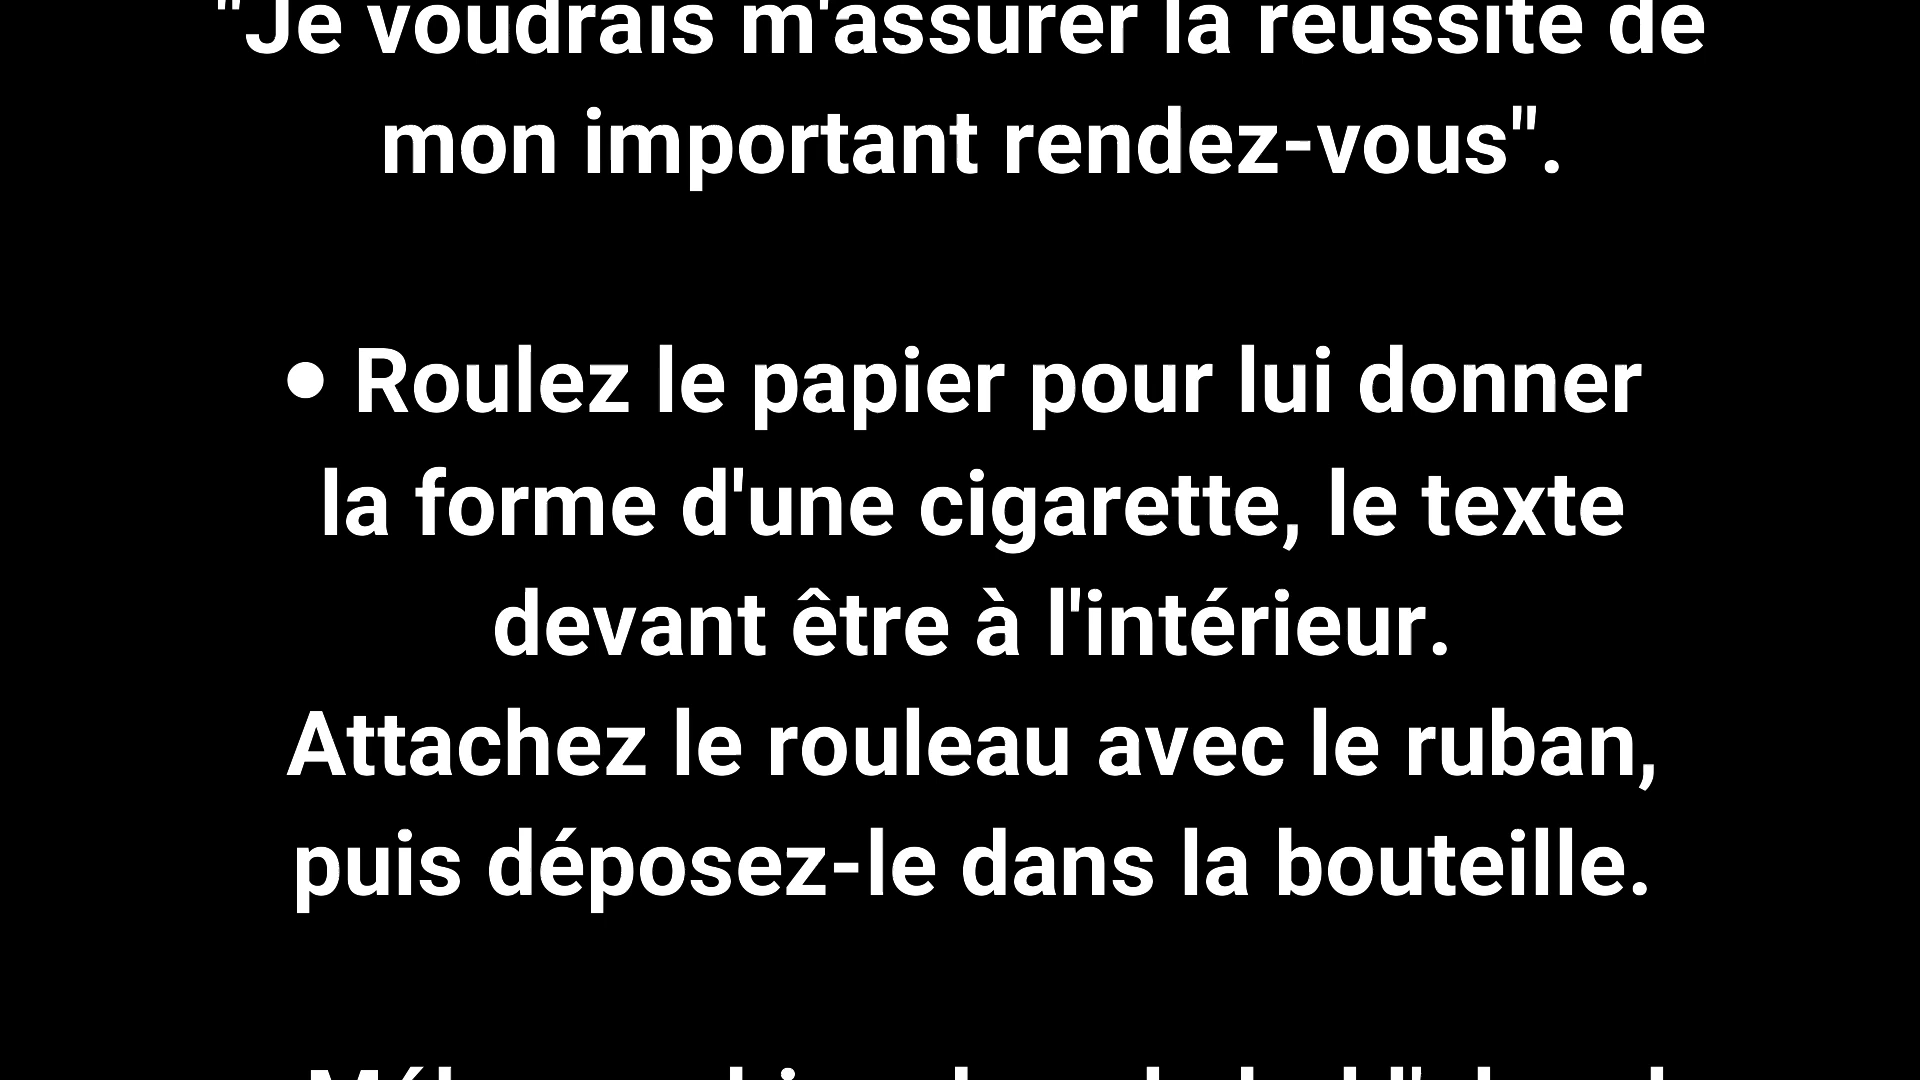 "Je voudrais m'assurer la réussite de
mon important rendez-vous".
• Roulez le papier pour lui donner
la forme d'une cigarette, le texte
devant être à l'intérieur.
Attachez le rouleau avec le ruban,
puis déposez-le dans la bouteille.